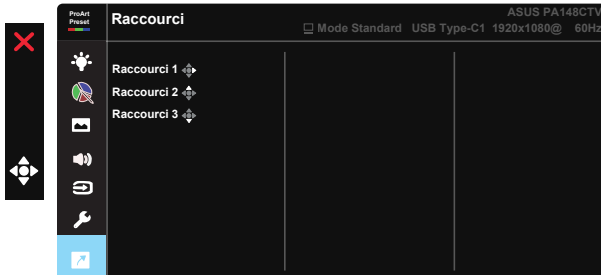 ProArt
Preset
Raccourci
ASUS PA148CTV
Mode Standard USB Type-C1 1920x1080@ 60Hz
Raccourci 1
Raccourci 2
Raccourci 3